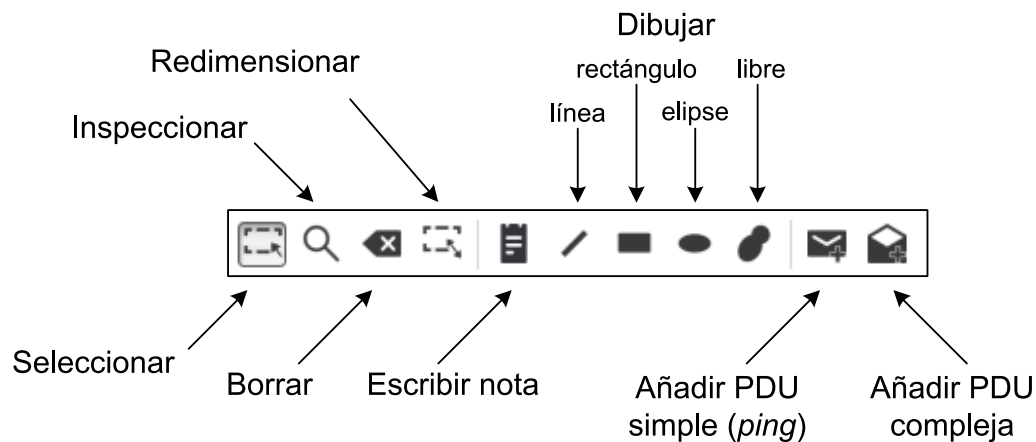 Dibujar
Redimensionar
rectángulo
libre
línea
elipse
Inspeccionar
Seleccionar
Borrar
Escribir nota
Añadir PDU
simple (ping)
Añadir PDU
compleja